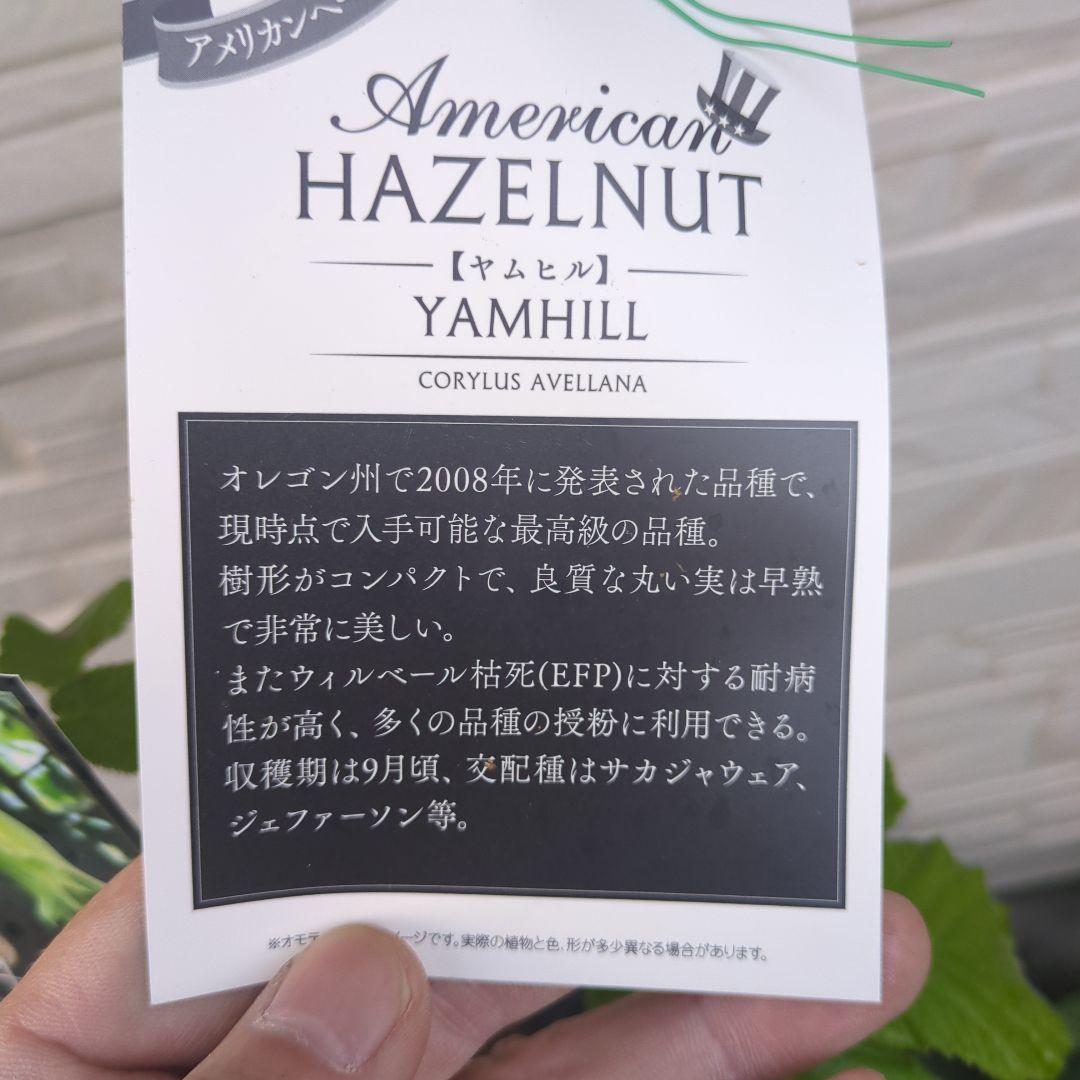 アメリカンヘ
American
HAZELNUT
【ヤムヒル】
YAMHILL
CORYLUS AVELLANA
オレゴン州で2008年に発表された品種で、
現時点で入手可能な最高級の品種。
樹形がコンパクトで、良質な丸い実は早熟
で非常に美しい。
またウィルベール枯死(EFP)に対する耐病
性が高く、多くの品種の授粉に利用できる。
収穫期は9月頃、交配種はサカジャウェア、
ジェファーソン等。
※オモテ ージです。実際の植物と色、形が多少異なる場合があります。